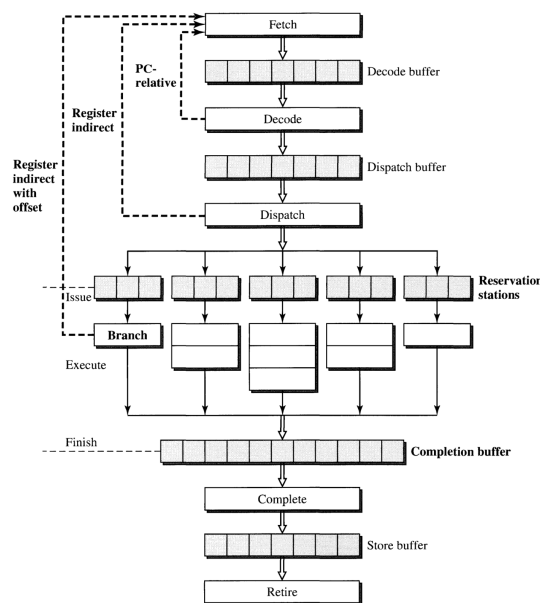 Fetch
PC-
relative
Decode buffer
Register
indirect
Decode
Register
indirect
with
offset
Dispatch buffer
Dispatch
Issue
Reservation
stations
Branch
Execute
Finish
Completion buffer
Complete
Store buffer
Retire